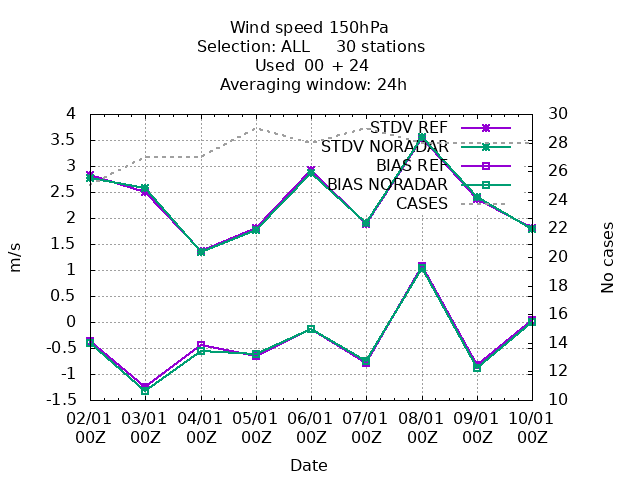 Wind speed 150hPa
Selection: ALL 30 stations
Used 00 + 24
Averaging window: 24h
4
3.5
3
2.5
2
1.5
1
0.5
0
-0.5
-1
-1.5
m/s
30
28
26
24
22
20
18
16
14
12
10
No cases
STDV REF
STDV NORADAR
BIAS REF
BIAS NORADAR
CASES
02/01 03/01 04/01 05/01 06/01 07/01 08/01 09/01 10/01
00Z 00Z 00Z 00Z 00Z 00Z 00Z 00Z 00Z
Date